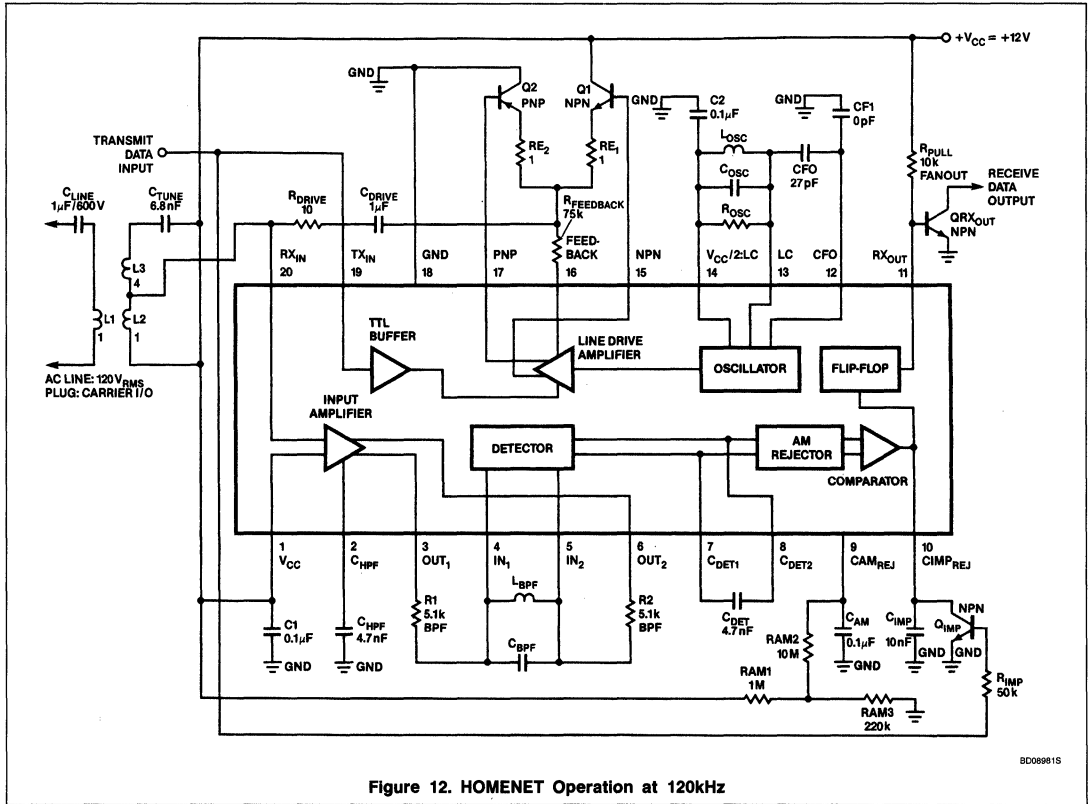 +VCC = +12V
GND
Q2
PNP
Q1
NPN
GND
C2
0.1µF
GND
CF1
0pF
TRANSMIT
DATA
INPUT
RE2
1
RE1
1
LOSC
COSC
ROSC
CFO
27pF
RPULL
10k
FANOUT
RECEIVE
DATA
OUTPUT
CLINE
1µF/600V
CTUNE
6.8nF
RDRIVE
10
CDRIVE
1µF
RFEEDBACK
75k
QRXOUT
NPN
RXIN
20
TXIN
19
GND
18
PNP
17
FEED-
BACK
16
NPN
15
VCC/2:LC
14
LC
13
CFO
12
RXOUT
11
L3
4
L1
1
L2
1
AC LINE: 120VRMS
PLUG: CARRIER I/O
TTL
BUFFER
LINE DRIVE
AMPLIFIER
OSCILLATOR
FLIP-FLOP
INPUT
AMPLIFIER
DETECTOR
AM
REJECTOR
COMPARATOR
1
VCC
2
CHPF
3
OUT1
4
IN1
5
IN2
6
OUT2
7
CDET1
8
CDET2
9
CAMREJ
10
CIMPREJ
C1
0.1µF
GND
CHPF
4.7nF
GND
R1
5.1k
BPF
LBPF
CBPF
R2
5.1k
BPF
CDET
4.7nF
RAM2
10M
CAM
0.1µF
GND
CIMP
10nF
GND
NPN
QIMP
GND
RAM1
1M
RAM3
220k
RIMP
50k
BD08981S
Figure 12. HOMENET Operation at 120kHz